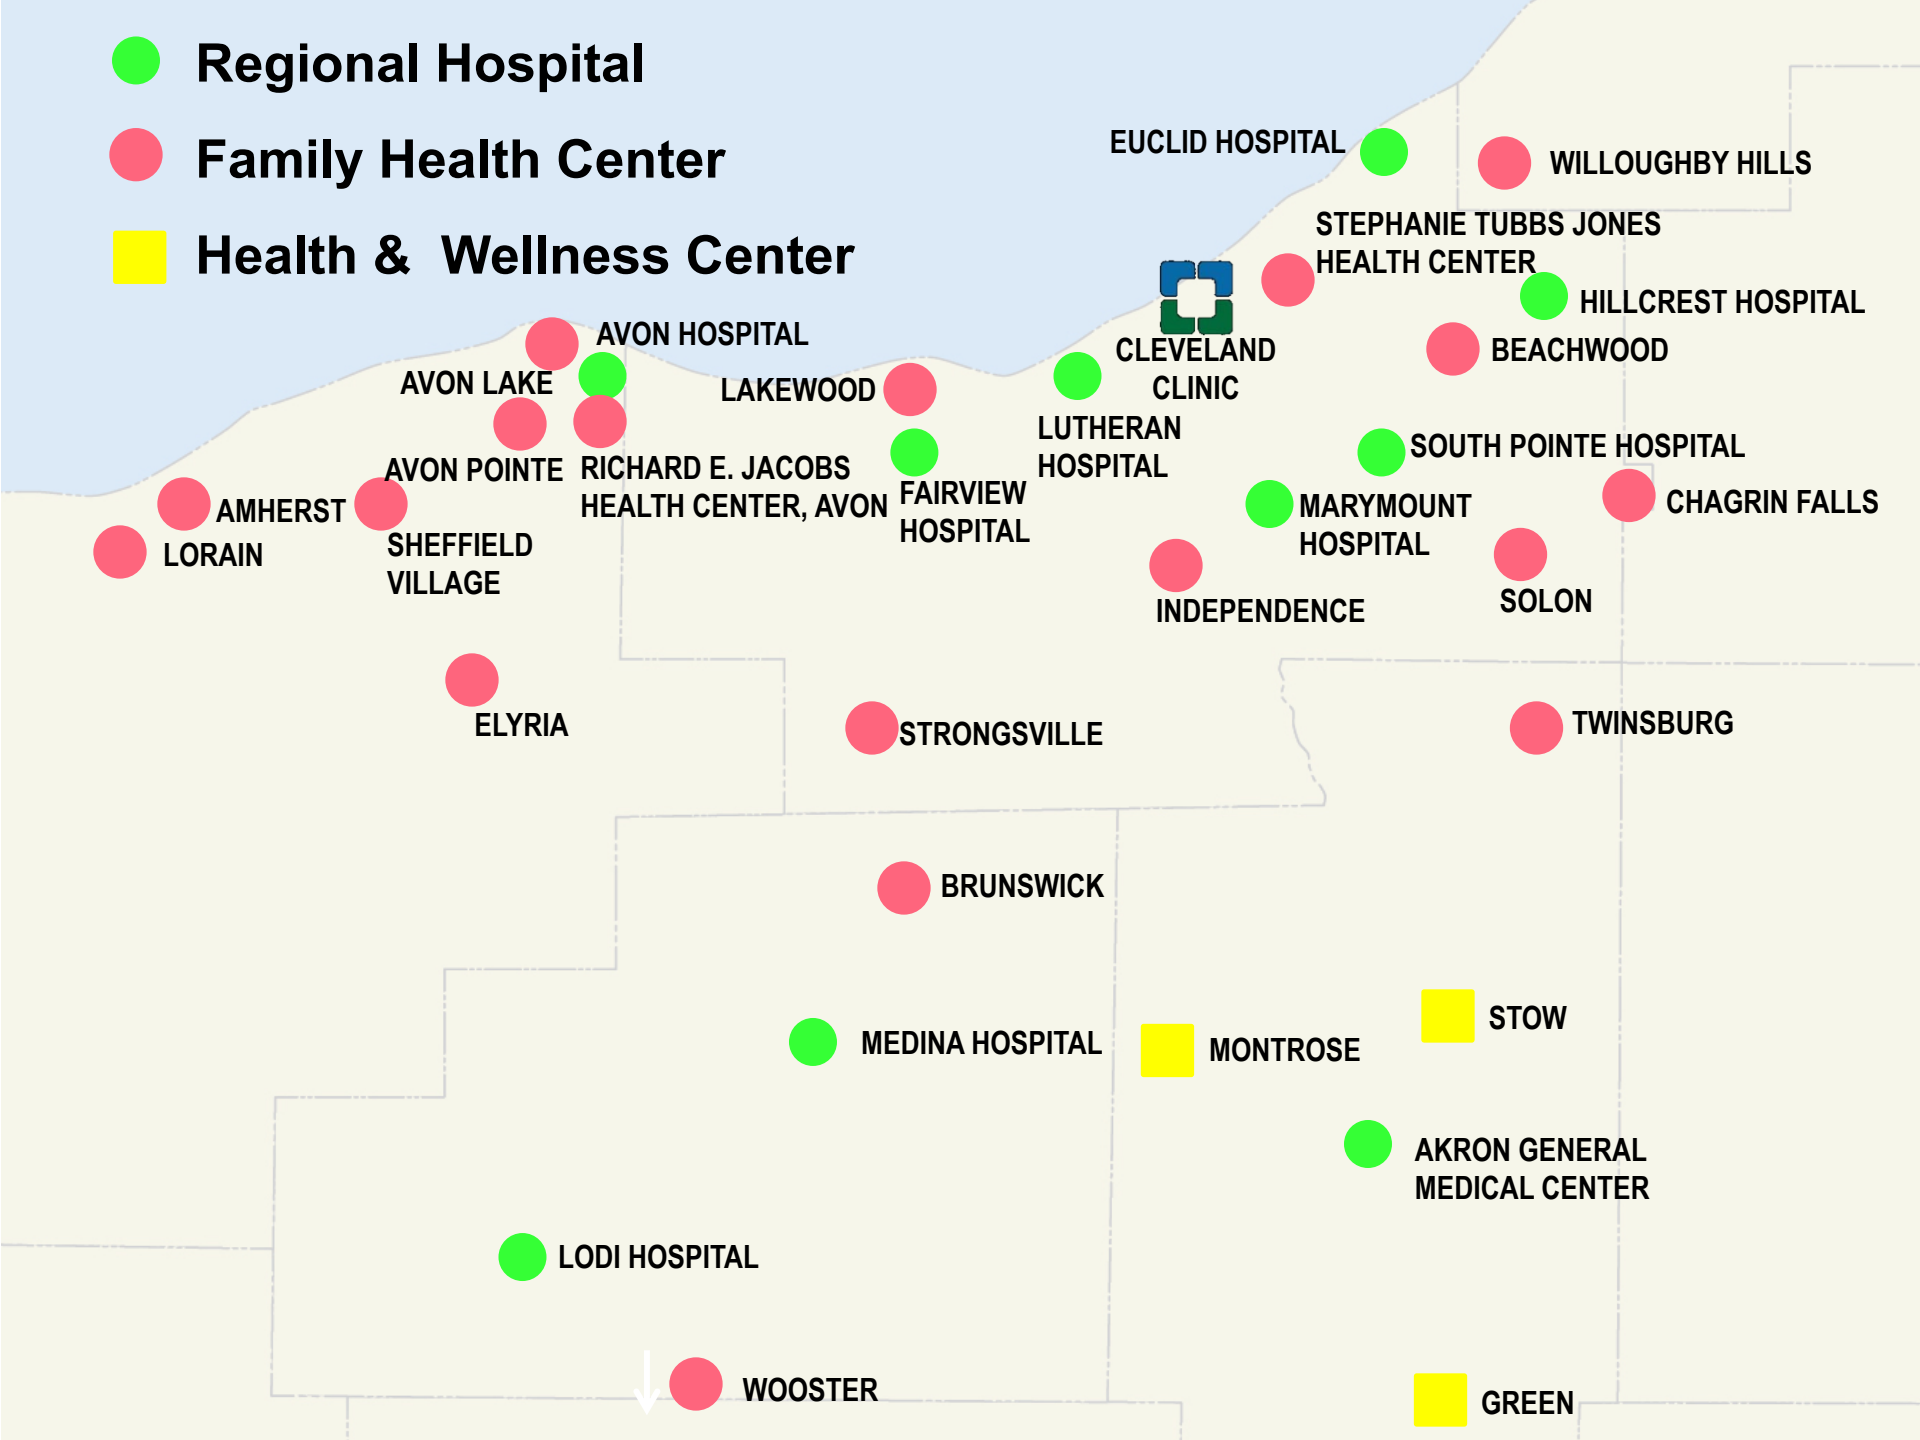 Regional Hospital
Family Health Center
Health &  Wellness Center
EUCLID HOSPITAL
WILLOUGHBY HILLS
STEPHANIE TUBBS JONES
HEALTH CENTER
HILLCREST HOSPITAL
AVON HOSPITAL
CLEVELAND
CLINIC
BEACHWOOD
AVON LAKE
LAKEWOOD
LUTHERAN
HOSPITAL
SOUTH POINTE HOSPITAL
AVON POINTE
RICHARD E. JACOBS
HEALTH CENTER, AVON
FAIRVIEW
HOSPITAL
MARYMOUNT
HOSPITAL
CHAGRIN FALLS
AMHERST
LORAIN
SHEFFIELD
VILLAGE
INDEPENDENCE
SOLON
ELYRIA
STRONGSVILLE
TWINSBURG
BRUNSWICK
STOW
MEDINA HOSPITAL
MONTROSE
AKRON GENERAL
MEDICAL CENTER
LODI HOSPITAL
WOOSTER
GREEN